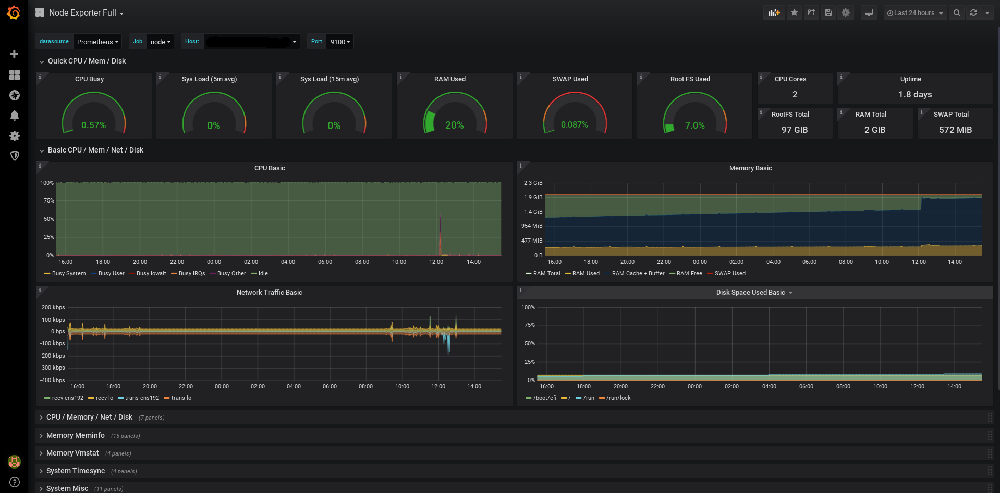 Node Exporter Full
Last 24 hours
datasource Prometheus Job node Host: Port 9100
Quick CPU / Mem / Disk
CPU Busy
0.57%
Sys Load (5m avg)
0%
Sys Load (15m avg)
0%
RAM Used
20%
SWAP Used
0.087%
Root FS Used
7.0%
CPU Cores
2
Uptime
1.8 days
RootFS Total
97 GiB
RAM Total
2 GiB
SWAP Total
572 MiB
Basic CPU / Mem / Net / Disk
CPU Basic
100%
75%
50%
25%
0%
16:00 18:00 20:00 22:00 00:00 02:00 04:00 06:00 08:00 10:00 12:00 14:00
Busy System Busy User Busy Iowait Busy IRQs Busy Other Idle
Memory Basic
2.3 GiB
1.9 GiB
1.4 GiB
954 MiB
477 MiB
0 B
16:00 18:00 20:00 22:00 00:00 02:00 04:00 06:00 08:00 10:00 12:00 14:00
RAM Total RAM Used RAM Cache + Buffer RAM Free SWAP Used
Network Traffic Basic
200 kbps
100 kbps
0 bps
-100 kbps
-200 kbps
-300 kbps
-400 kbps
16:00 18:00 20:00 22:00 00:00 02:00 04:00 06:00 08:00 10:00 12:00 14:00
recv ens192 recv lo trans ens192 trans lo
Disk Space Used Basic
100%
75%
50%
25%
0%
16:00 18:00 20:00 22:00 00:00 02:00 04:00 06:00 08:00 10:00 12:00 14:00
/boot/efi / /run /run/lock
CPU / Memory / Net / Disk (7 panels)
Memory Meminfo (15 panels)
Memory Vmstat (4 panels)
System Timesync (4 panels)
System Misc (11 panels)